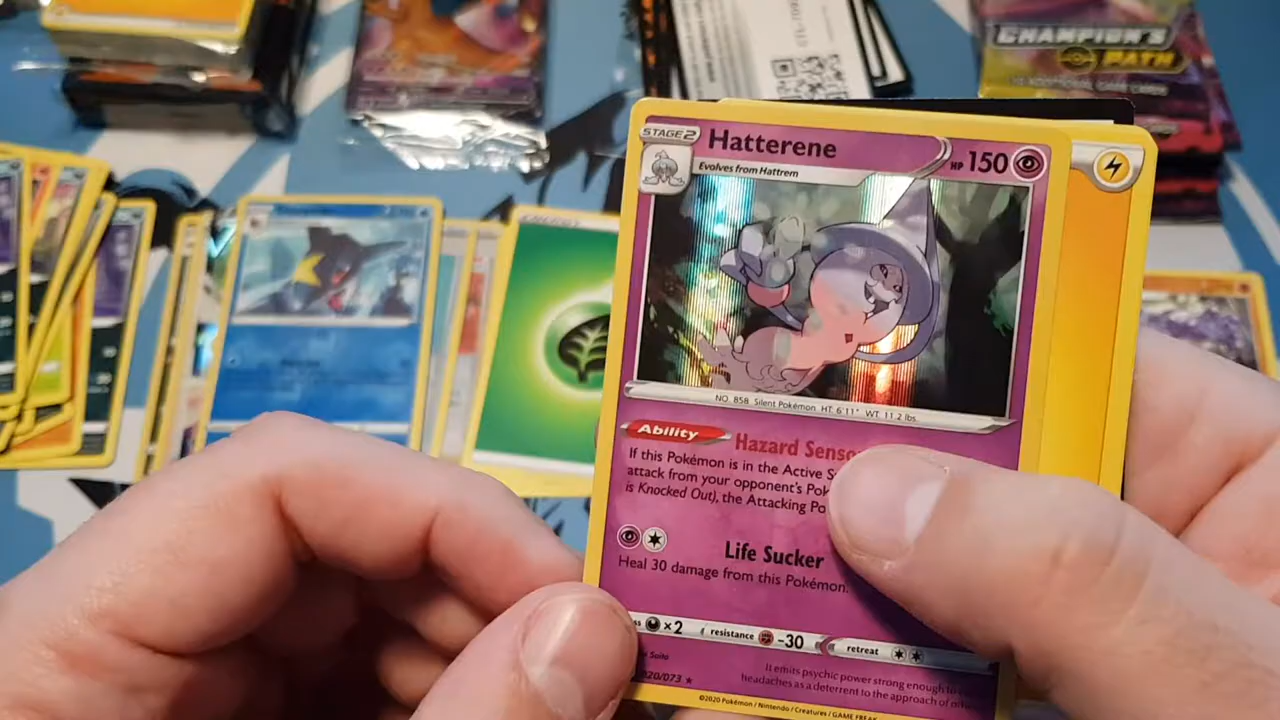 CHAMPION'S
PATH
ENERGY
STAGE 2
Hatterene
HP 150
Evolves from Hattrem
NO. 858 Silent Pokémon HT: 6'11" WT: 11.2 lbs.
Ability
Hazard
If this Pokémon is in the Active
attack from your opponent's
is Knocked Out), the Attacking
Life Sucker
Heal 30 damage from this Pokémon.
×2 resistance -30 retreat
Saito
020/073
It emits psychic power strong enough to
headaches as a deterrent to the approach of
©2020 Pokémon / Nintendo / Creatures / GAME FREAK